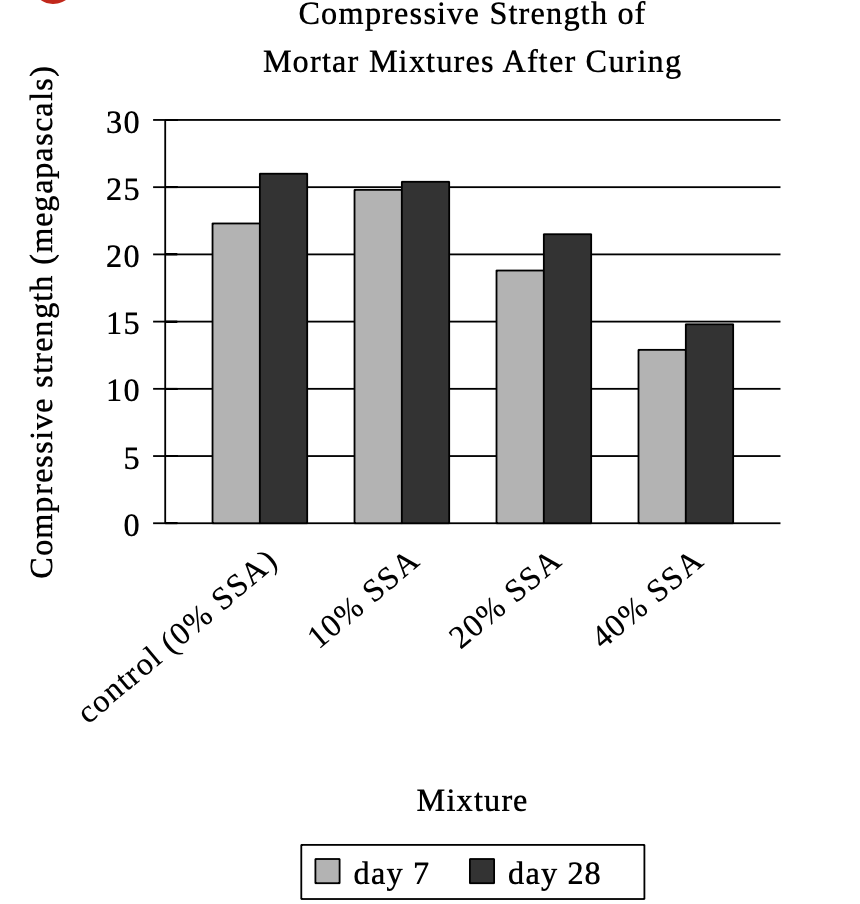 Compressive Strength of
Mortar Mixtures After Curing
Compressive strength (megapascals)
30
25
20
15
10
5
0
control (0% SSA)
10% SSA
20% SSA
40% SSA
Mixture
day 7
day 28